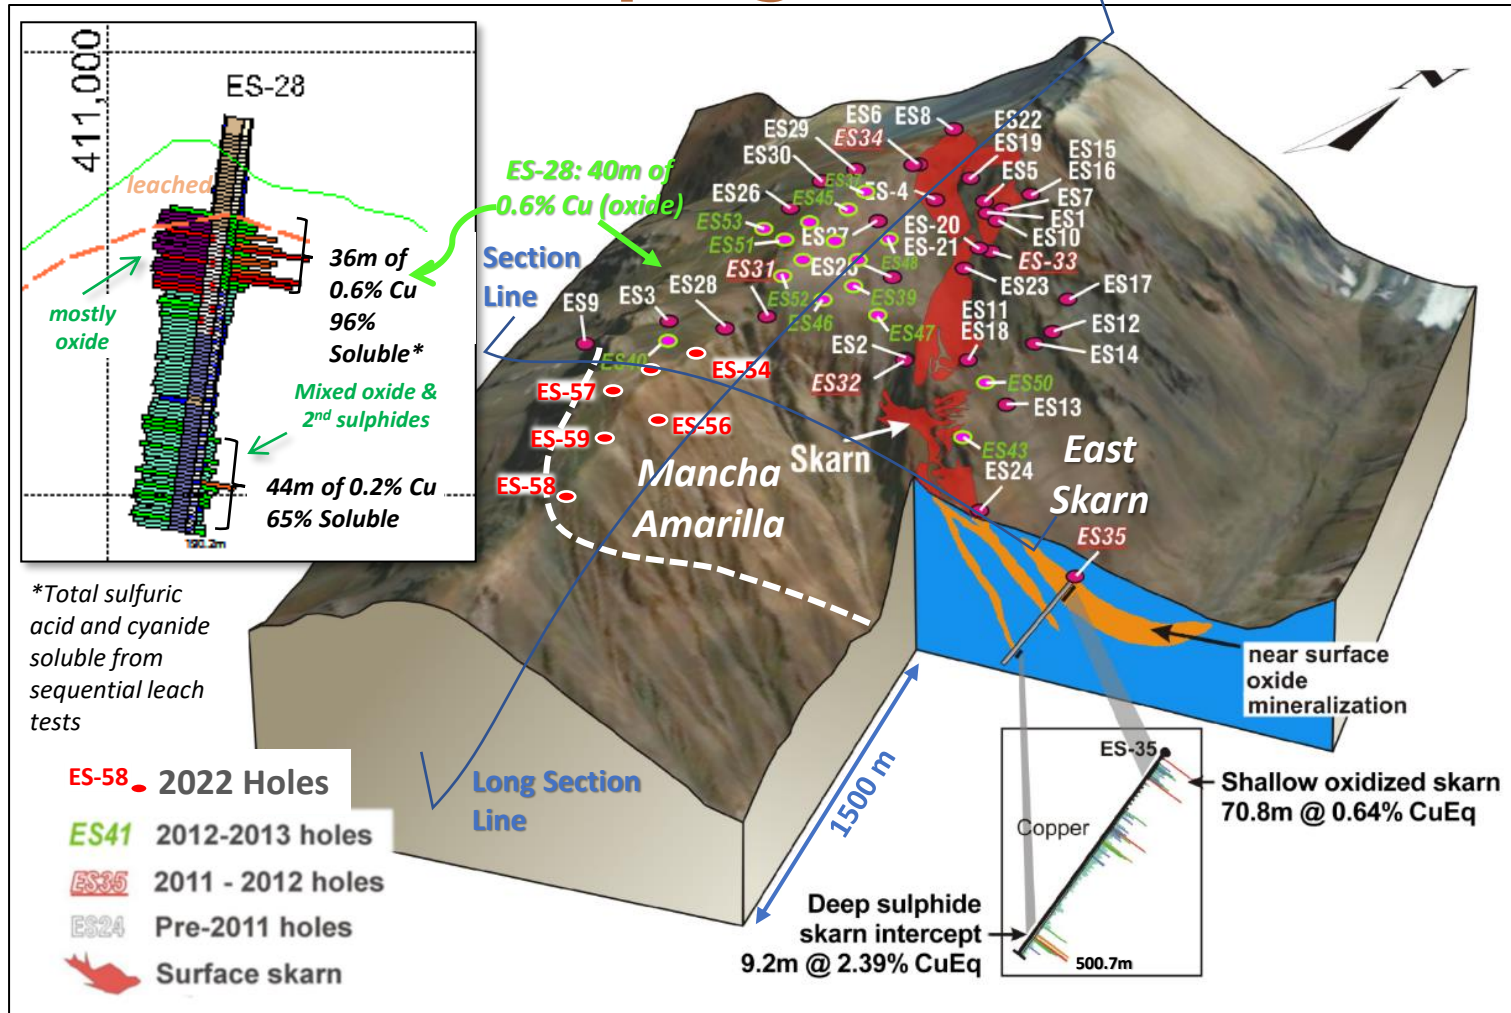 411,000
ES-28
leached
mostly
oxide
36m of
0.6% Cu
96%
Soluble*
Mixed oxide &
2nd sulphides
44m of 0.2% Cu
65% Soluble
190.2m
*Total sulfuric
acid and cyanide
soluble from
sequential leach
tests
ES-28: 40m of
0.6% Cu (oxide)
Section
Line
ES6
ES8
ES34
ES29
ES30
ES22
ES19
ES15
ES16
ES5
ES7
ES1
ES10
ES-4
ES37
ES45
ES26
ES53
ES51
ES27
ES-20
ES-21
ES48
ES-33
ES31
ES23
ES17
ES52
ES39
ES46
ES47
ES11
ES18
ES12
ES14
ES9
ES3
ES28
ES2
ES32
ES40
ES-54
ES50
ES13
ES-57
ES-56
ES-59
ES-58
ES43
ES24
Skarn
Mancha
Amarilla
East
Skarn
ES35
near surface
oxide
mineralization
1500 m
Long Section
Line
ES-35
Copper
500.7m
Shallow oxidized skarn
70.8m @ 0.64% CuEq
Deep sulphide
skarn intercept
9.2m @ 2.39% CuEq
ES-58 2022 Holes
ES41 2012-2013 holes
ES35 2011 - 2012 holes
ES24 Pre-2011 holes
Surface skarn